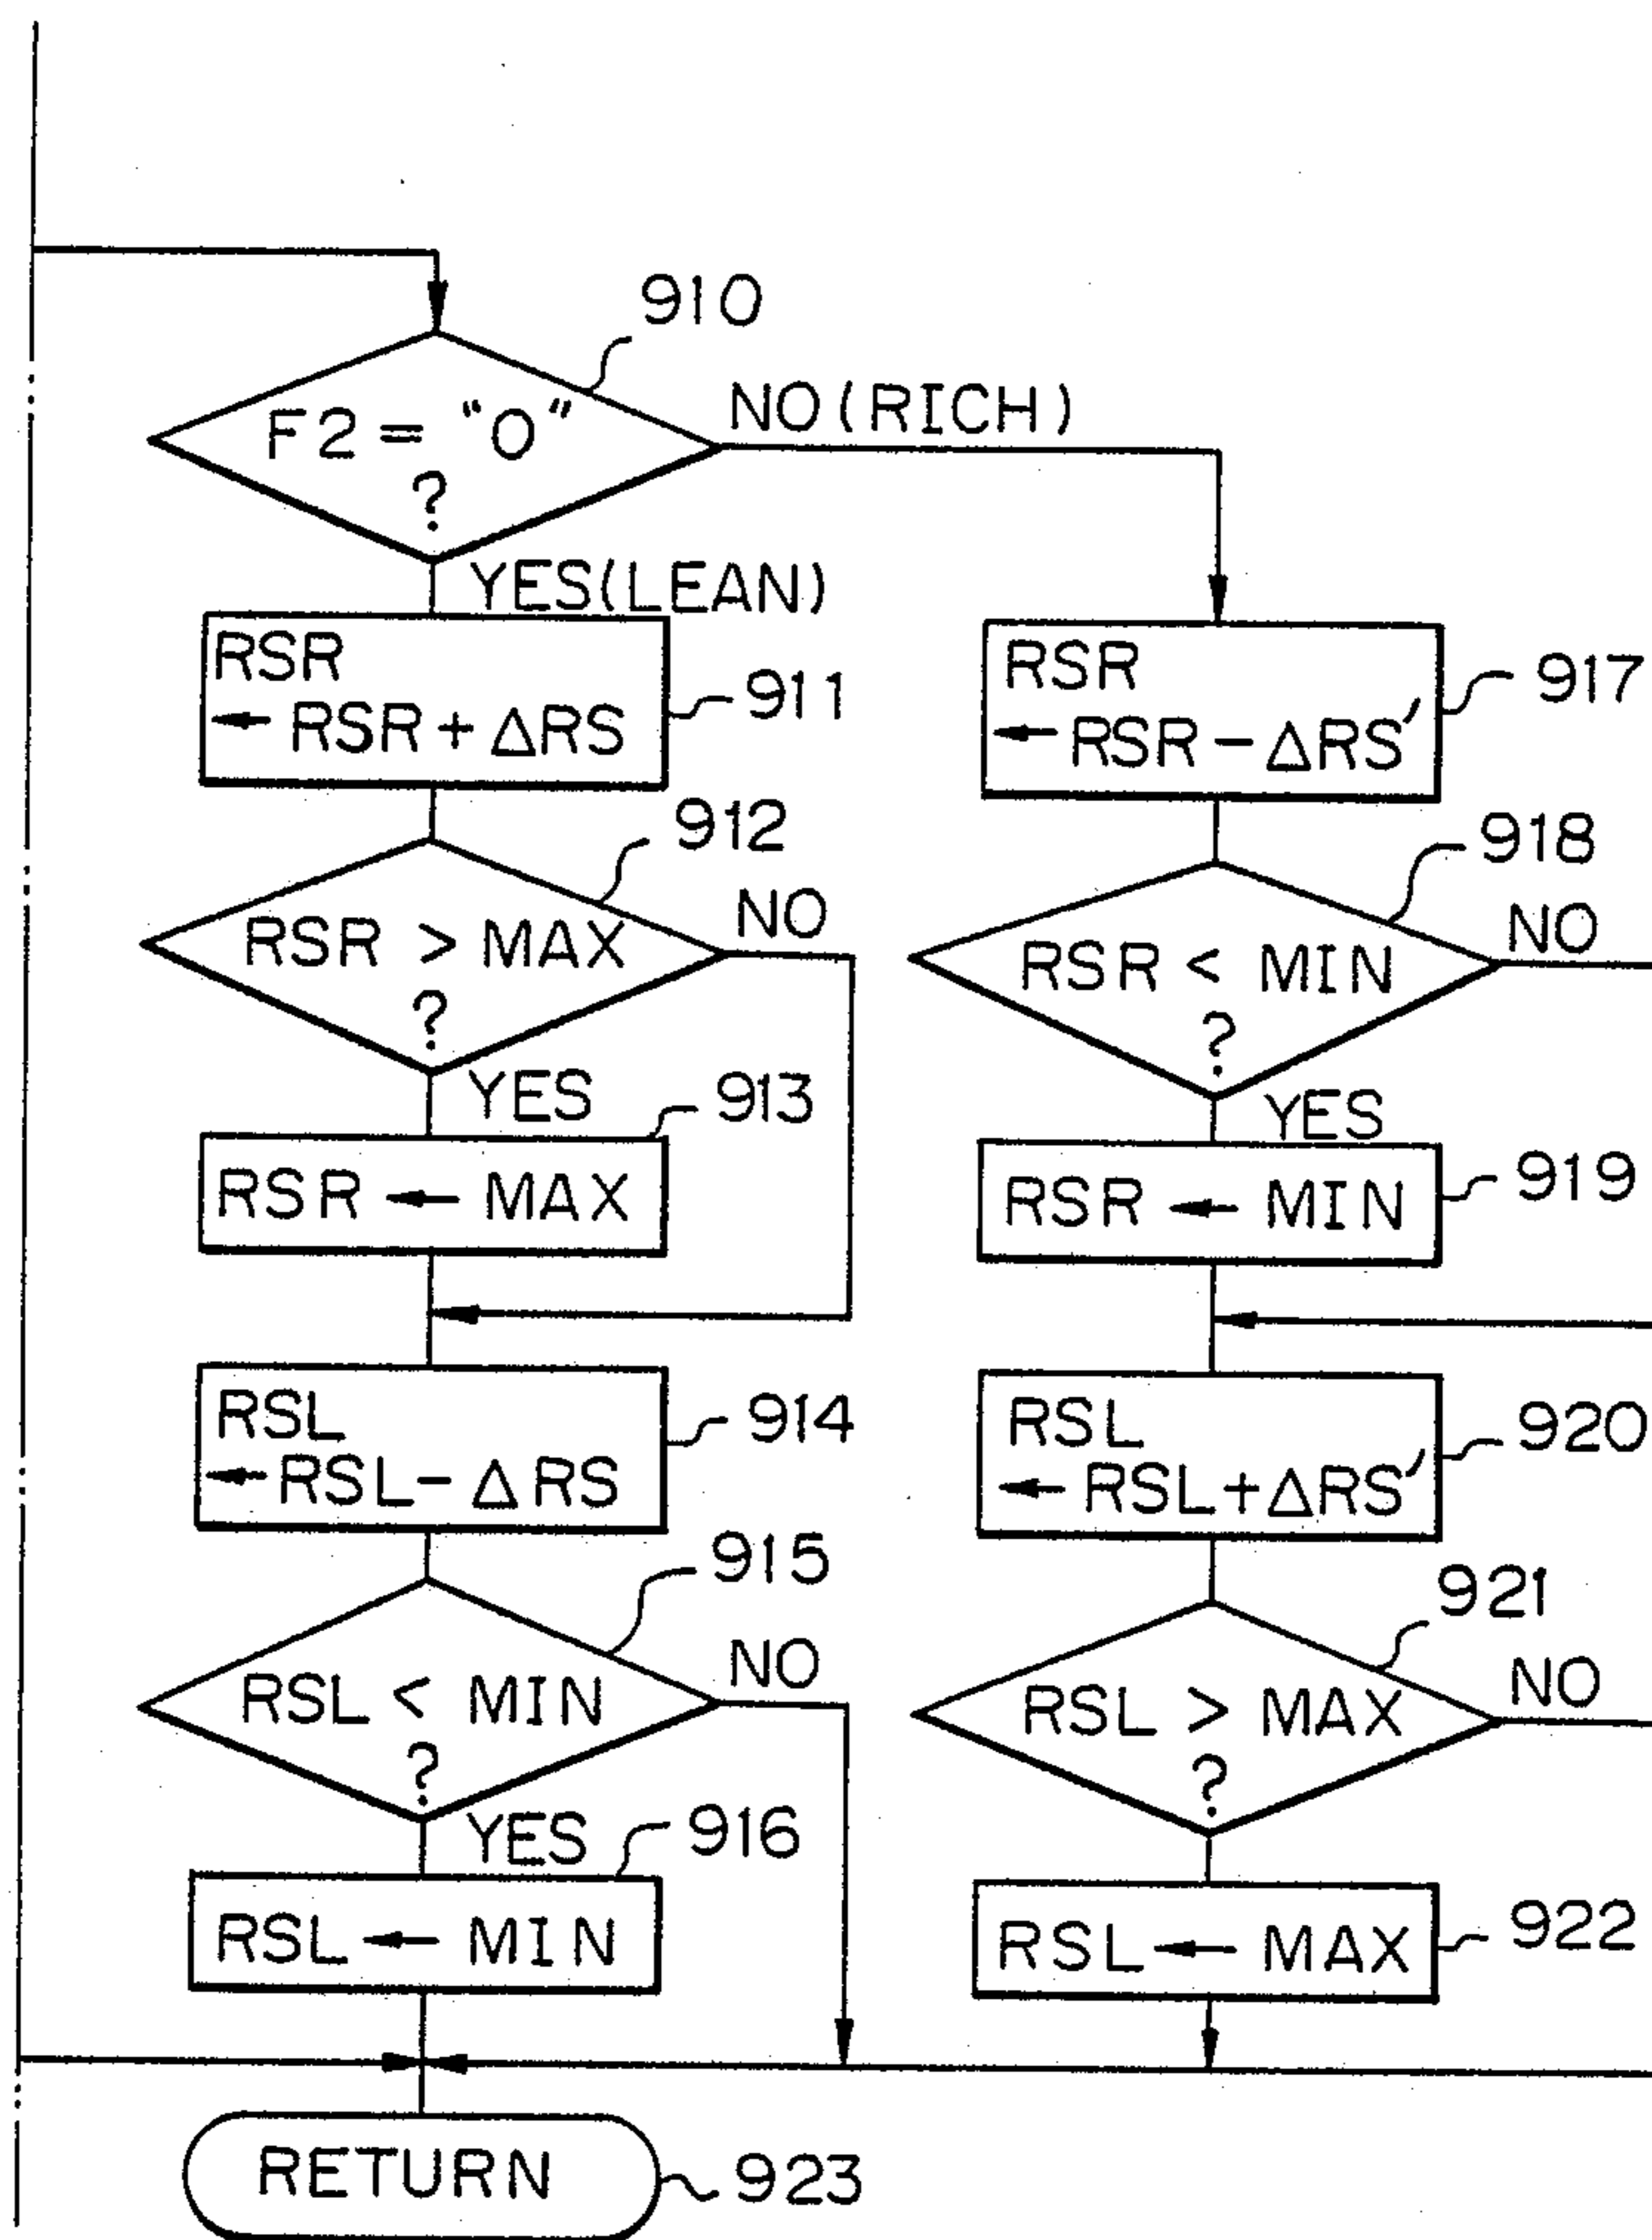 910
F2 = "0"
?
NO (RICH)
YES (LEAN)
RSR
← RSR + ΔRS
911
912
RSR > MAX
?
NO
YES
913
RSR ← MAX
RSL
← RSL - ΔRS
914
915
RSL < MIN
?
NO
YES
916
RSL ← MIN
RETURN
923
RSR
← RSR - ΔRS'
917
918
RSR < MIN
?
NO
YES
RSR ← MIN
919
RSL
← RSL + ΔRS'
920
921
RSL > MAX
?
NO
RSL ← MAX
922